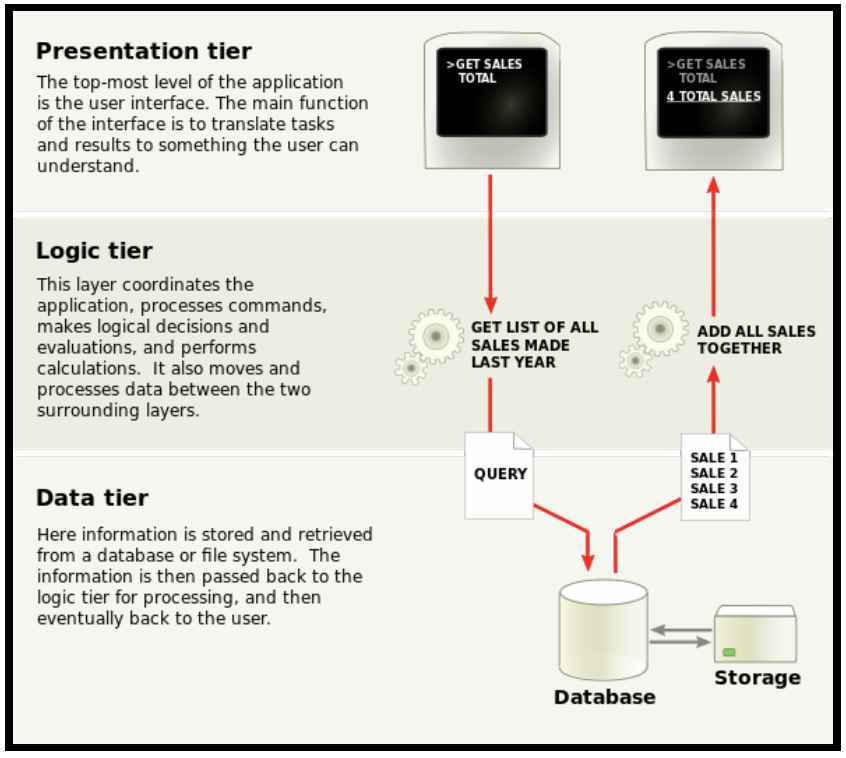 Presentation tier
The top-most level of the application
is the user interface. The main function
of the interface is to translate tasks
and results to something the user can
understand.
>GET SALES
TOTAL
>GET SALES
TOTAL
4 TOTAL SALES
Logic tier
This layer coordinates the
application, processes commands,
makes logical decisions and
evaluations, and performs
calculations.  It also moves and
processes data between the two
surrounding layers.
GET LIST OF ALL
SALES MADE
LAST YEAR
ADD ALL SALES
TOGETHER
QUERY
SALE 1
SALE 2
SALE 3
SALE 4
Data tier
Here information is stored and retrieved
from a database or file system.  The
information is then passed back to the
logic tier for processing, and then
eventually back to the user.
Database
Storage